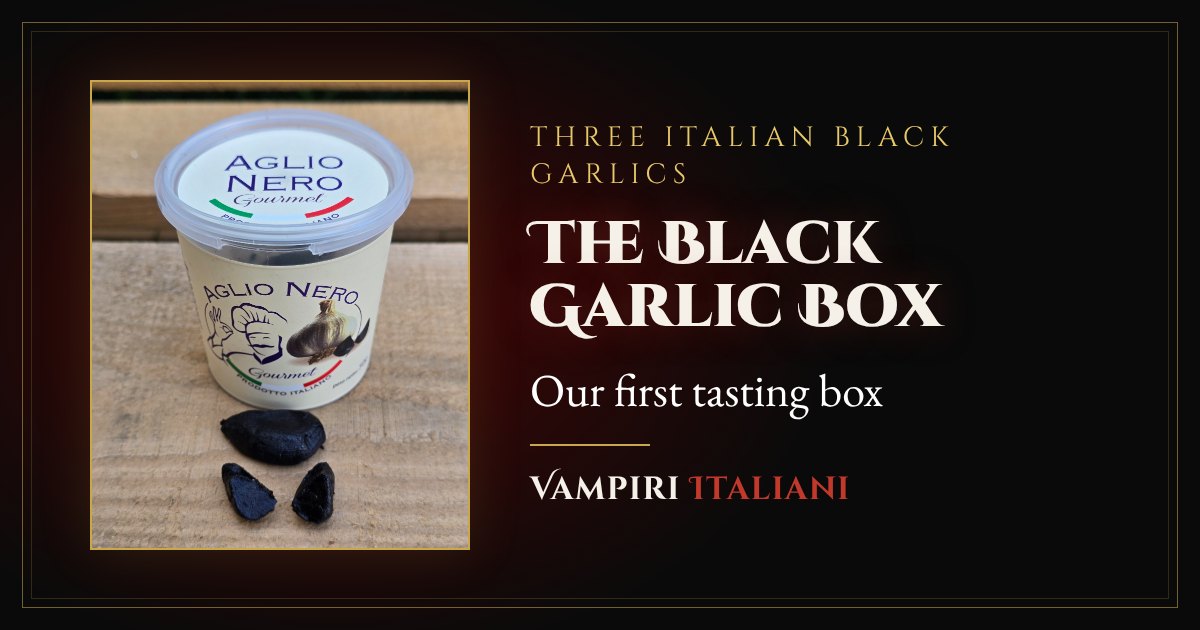 AGLIO
NERO
Gourmet
AGLIO NERO
Gourmet
PRODOTTO ITALIANO
THREE ITALIAN BLACK
GARLICS
THE BLACK
GARLIC BOX
Our first tasting box
VAMPIRI ITALIANI